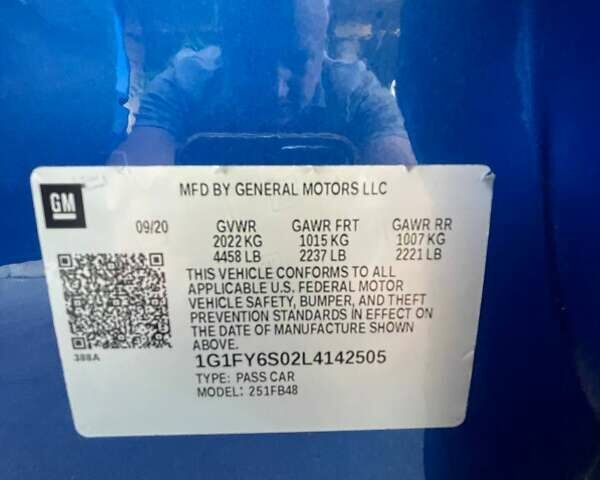 GM
MFD BY GENERAL MOTORS LLC
09/20 GVWR GAWR FRT GAWR RR
2022 KG 1015 KG 1007 KG
4458 LB 2237 LB 2221 LB
THIS VEHICLE CONFORMS TO ALL
APPLICABLE U.S. FEDERAL MOTOR
VEHICLE SAFETY, BUMPER, AND THEFT
PREVENTION STANDARDS IN EFFECT ON
THE DATE OF MANUFACTURE SHOWN
ABOVE.
388A
1G1FY6S02L4142505
TYPE: PASS CAR
MODEL: 251FB48